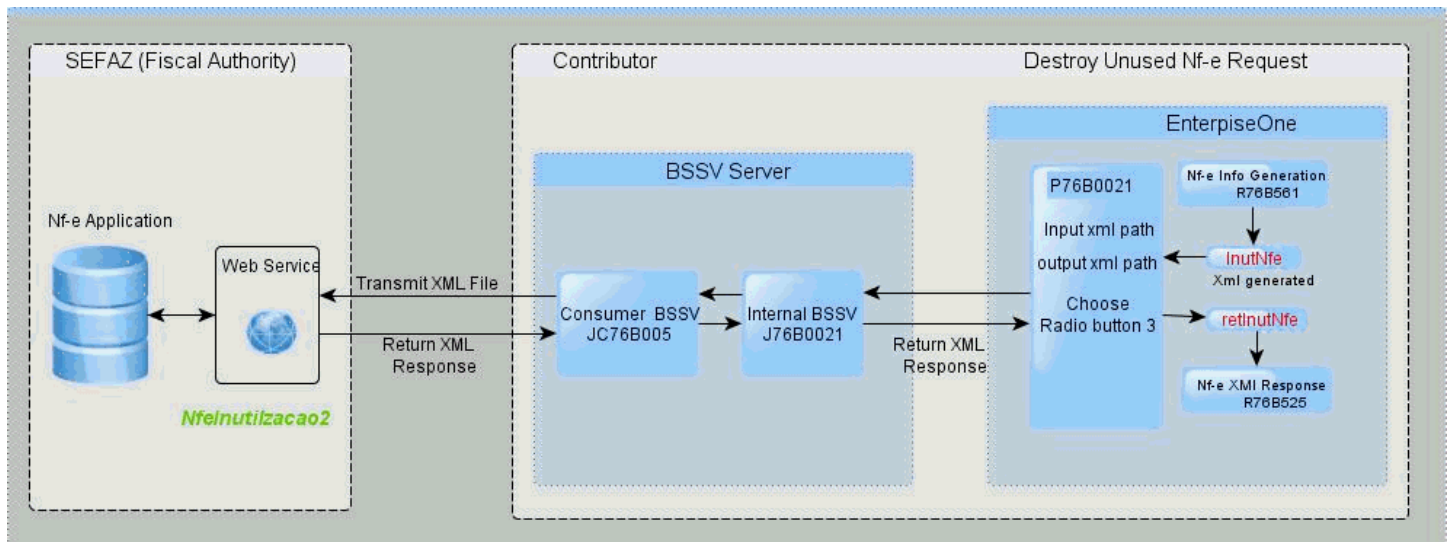 SEFAZ (Fiscal Authority)
Nf-e Application
Web Service
NfeInutilzacao2
Transmit XML File
Return XML
Response
Contributor
Destroy Unused Nf-e Request
BSSV Server
Consumer BSSV
JC76B005
Internal BSSV
J76B0021
Return XML
Response
EnterpiseOne
P76B0021
Input xml path
output xml path
Choose
Radio button 3
Nf-e Info Generation
R76B561
InutNfe
Xml generated
retInutNfe
Nf-e XMl Response
R76B525